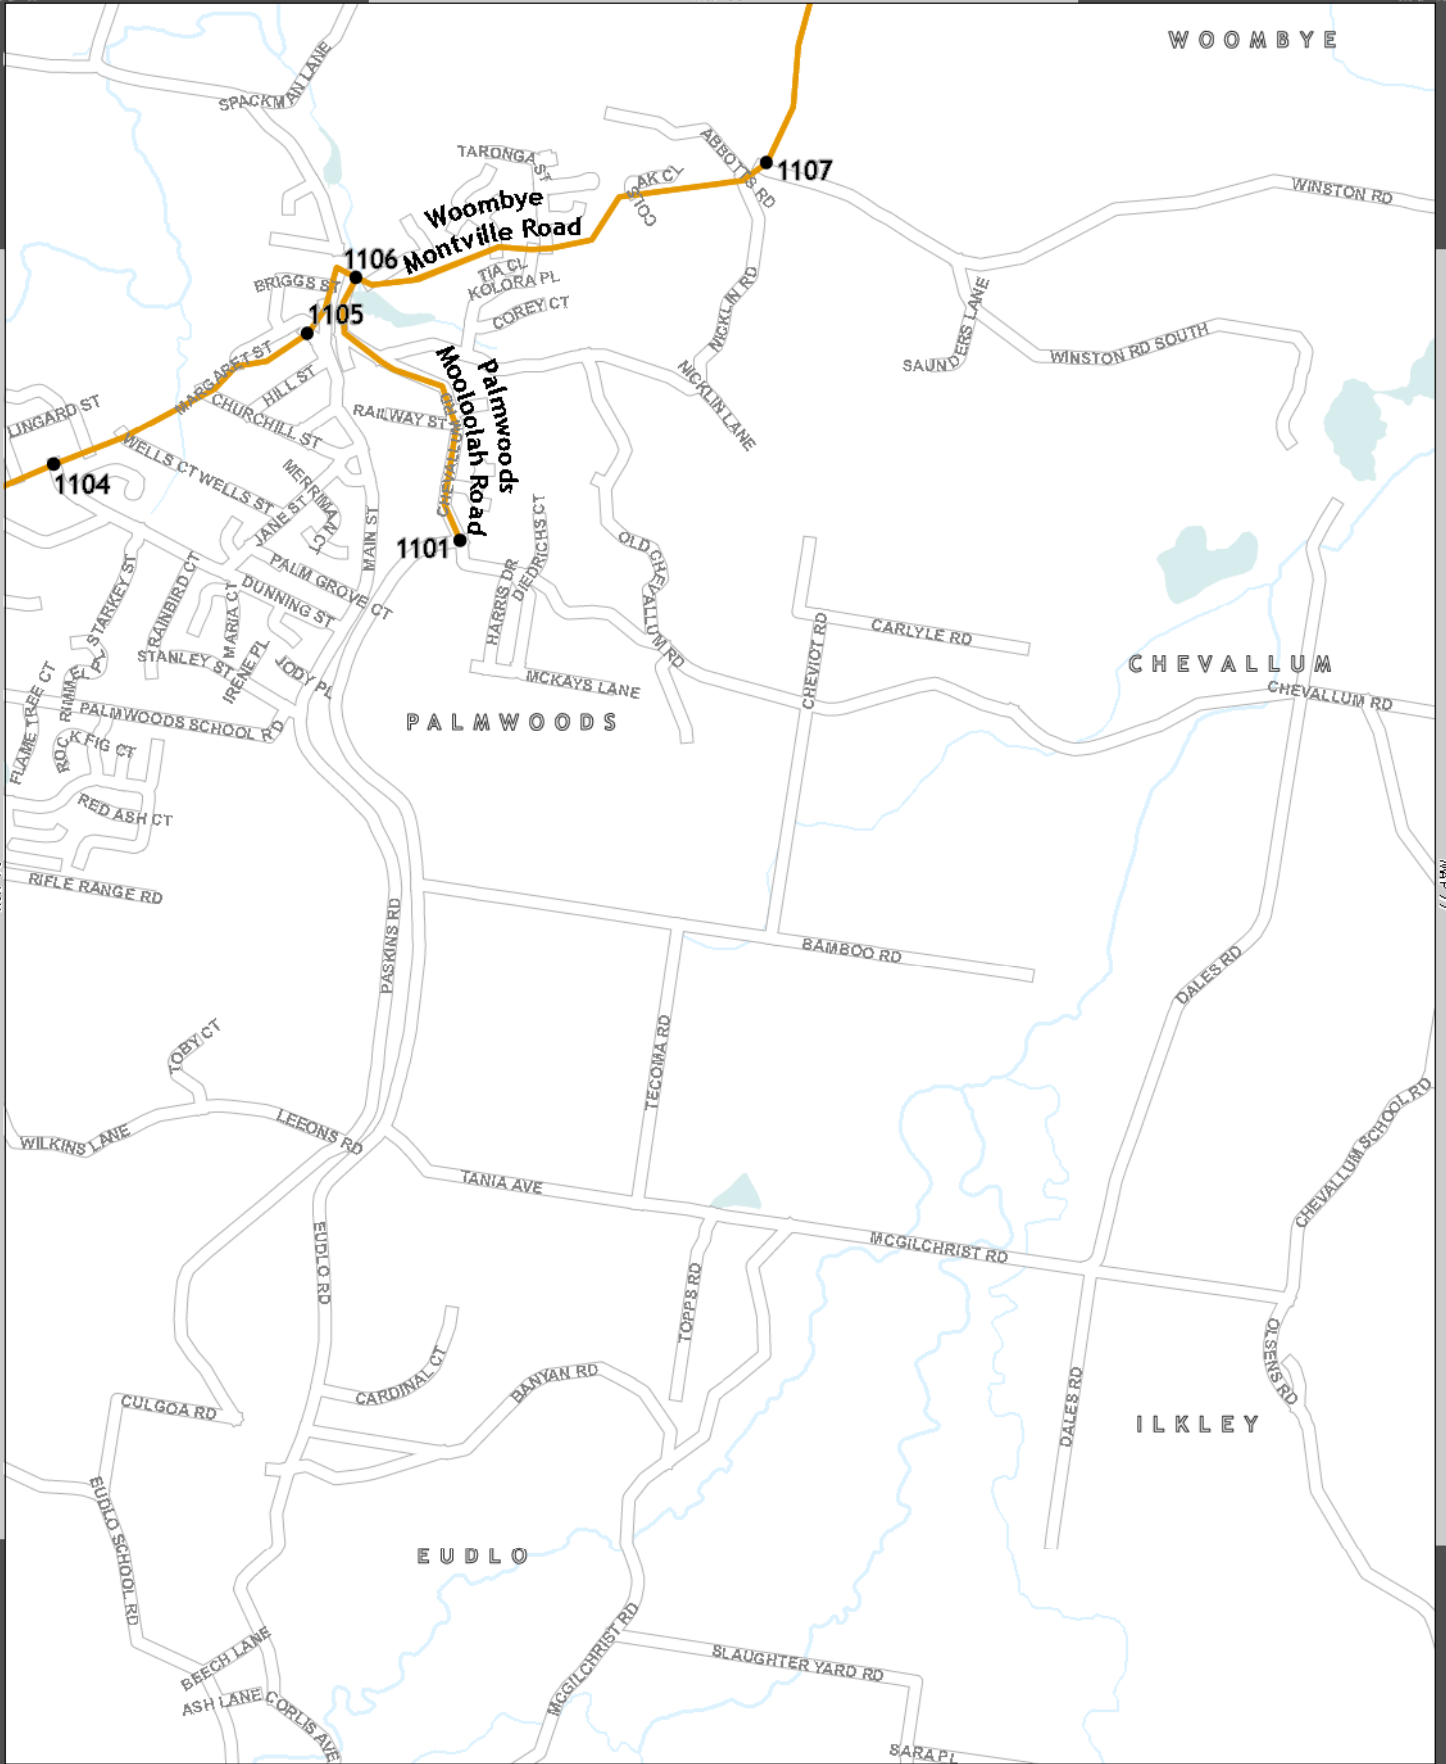 WOOMBYE
SPACKMAN LANE
TARONGA ST
ABBOTTS RD
1107
AK CL
COLES
WINSTON RD
Woombye
Montville Road
1106
BRIGGS ST
TIA CL
KOLORA PL
COREY CT
1105
NICKLIN RD
SAUNDERS LANE
WINSTON RD SOUTH
MARGARET ST
HILL ST
Palmwoods
Mooloolah Road
NICKLIN LANE
LINGARD ST
CHURCHILL ST
RAILWAY ST
CHEVALLUM RD
WELLS CT
WELLS ST
MERRIMAN CT
1104
JANE ST
MAIN ST
1101
DIEDRICHS CT
HARRIS DR
OLD CHEVALLUM RD
STARKEY ST
RAINBIRD CT
PALM GROVE CT
DUNNING ST
MARIA CT
CHEVIOT RD
CARLYLE RD
STANLEY ST
IRENE PL
JODY PL
MCKAYS LANE
CHEVALLUM
CHEVALLUM RD
FLAME TREE CT
PALMWOODS SCHOOL RD
PALMWOODS
ROCK FIG CT
RED ASH CT
RIFLE RANGE RD
PASKINS RD
BAMBOO RD
DALES RD
TOBY CT
TECOMA RD
WILKINS LANE
LEEONS RD
CHEVALLUM SCHOOL RD
TANIA AVE
EUDLO RD
MCGILCHRIST RD
TOPPS RD
OLSENS RD
CARDINAL CT
BANYAN RD
CULGOA RD
DALES RD
ILKLEY
EUDLO SCHOOL RD
EUDLO
BEECH LANE
ASH LANE
CORLIS AVE
MCGILCHRIST RD
SLAUGHTER YARD RD
SARA PL